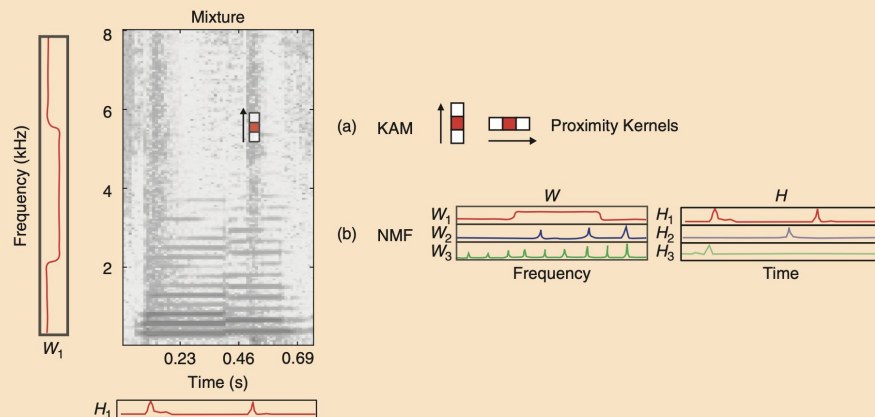 Mixture
8
6
4
2
Frequency (kHz)
W1
0.23 0.46 0.69
Time (s)
H1
(a) KAM Proximity Kernels
(b) NMF
W H
W1 H1
W2 H2
W3 H3
Frequency Time